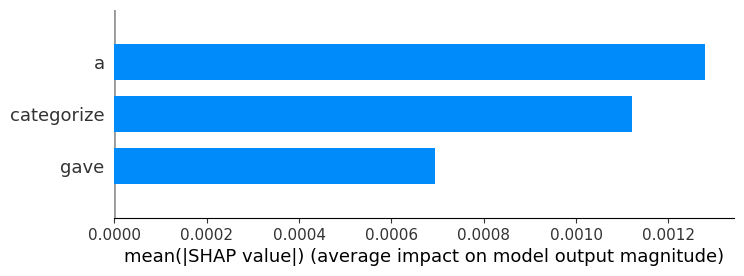 a
categorize
gave
0.0000 0.0002 0.0004 0.0006 0.0008 0.0010 0.0012
mean(|SHAP value|) (average impact on model output magnitude)